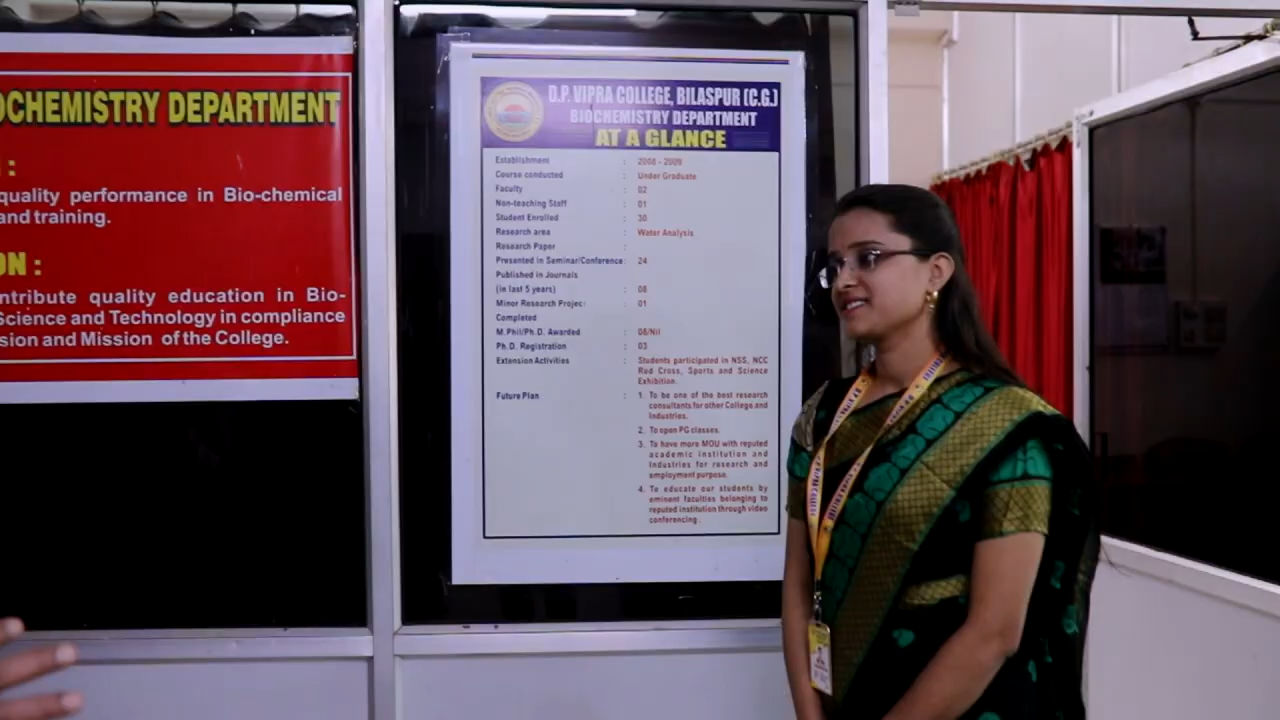 OCHEMISTRY DEPARTMENT
:
quality performance in Bio-chemical
and training.
ON :
ntribute quality education in Bio-
Science and Technology in compliance
sion and Mission of the College.
D.P. VIPRA COLLEGE, BILASPUR (C.G.)
BIOCHEMISTRY DEPARTMENT
AT A GLANCE
Establishment : 2008 - 2009
Course conducted : Under Graduate
Faculty : 02
Non-teaching Staff : 01
Student Enrolled : 30
Research area : Water Analysis
Research Paper :
Presented in Seminar/Conference : 24
Published in Journals
(in last 5 years) : 08
Minor Research Projec : 01
Completed
M.Phil/Ph.D. Awarded : 06/Nil
Ph.D. Registration : 03
Extension Activities : Students participated in NSS, NCC
Red Cross, Sports and Science
Exhibition.
Future Plan : 1. To be one of the best research
consultants for other College and
Industries.
2. To open PG classes.
3. To have more MOU with reputed
academic institution and
Industries for research and
employment purpose.
4. To educate our students by
eminent faculties belonging to
reputed institution through video
conferencing.